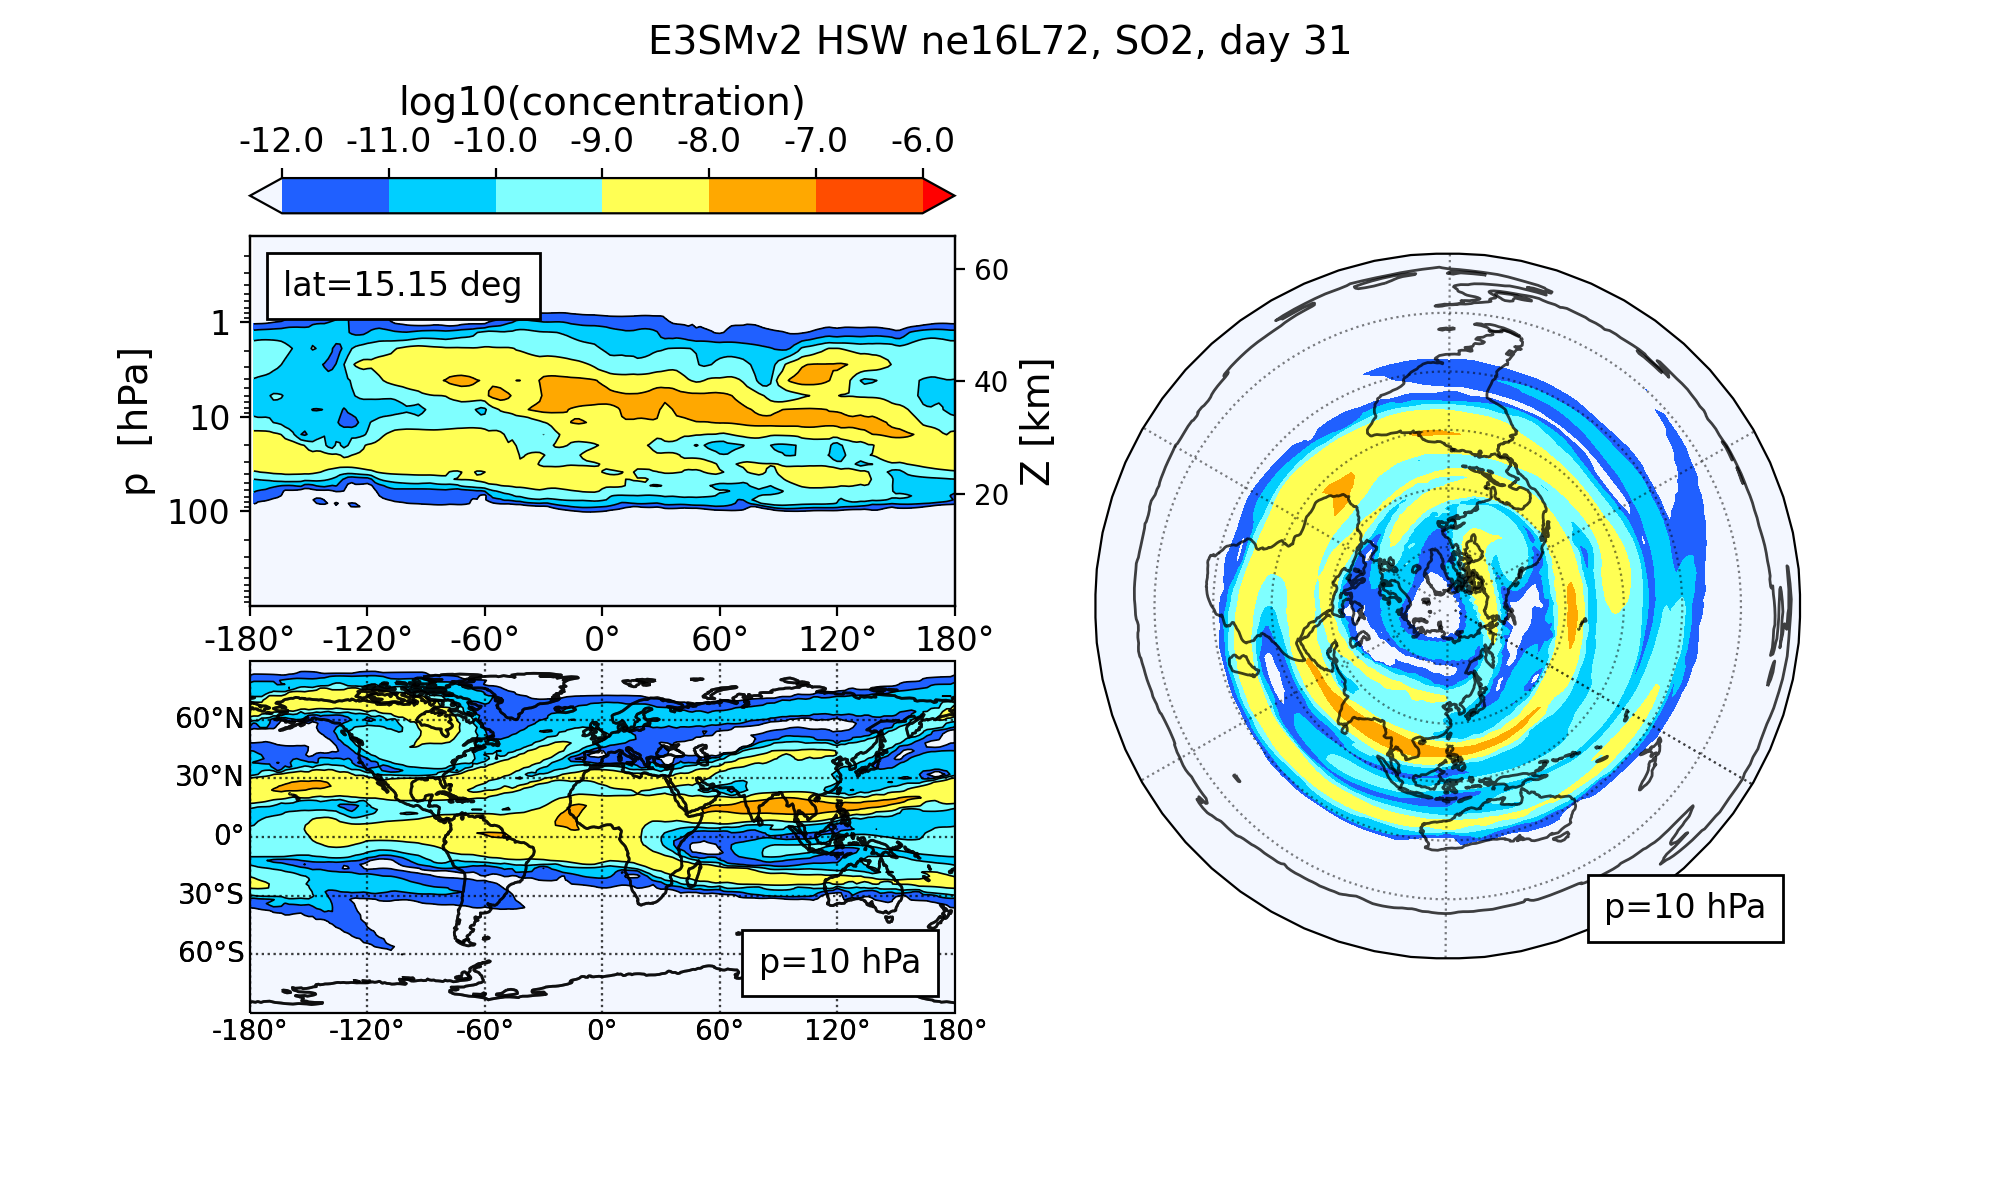 E3SMv2 HSW ne16L72, SO2, day 31
log10(concentration)
-12.0 -11.0 -10.0 -9.0 -8.0 -7.0 -6.0
lat=15.15 deg
p [hPa]
1
10
100
Z [km]
60
40
20
-180° -120° -60° 0° 60° 120° 180°
60°N
30°N
0°
30°S
60°S
p=10 hPa
-180° -120° -60° 0° 60° 120° 180°
p=10 hPa